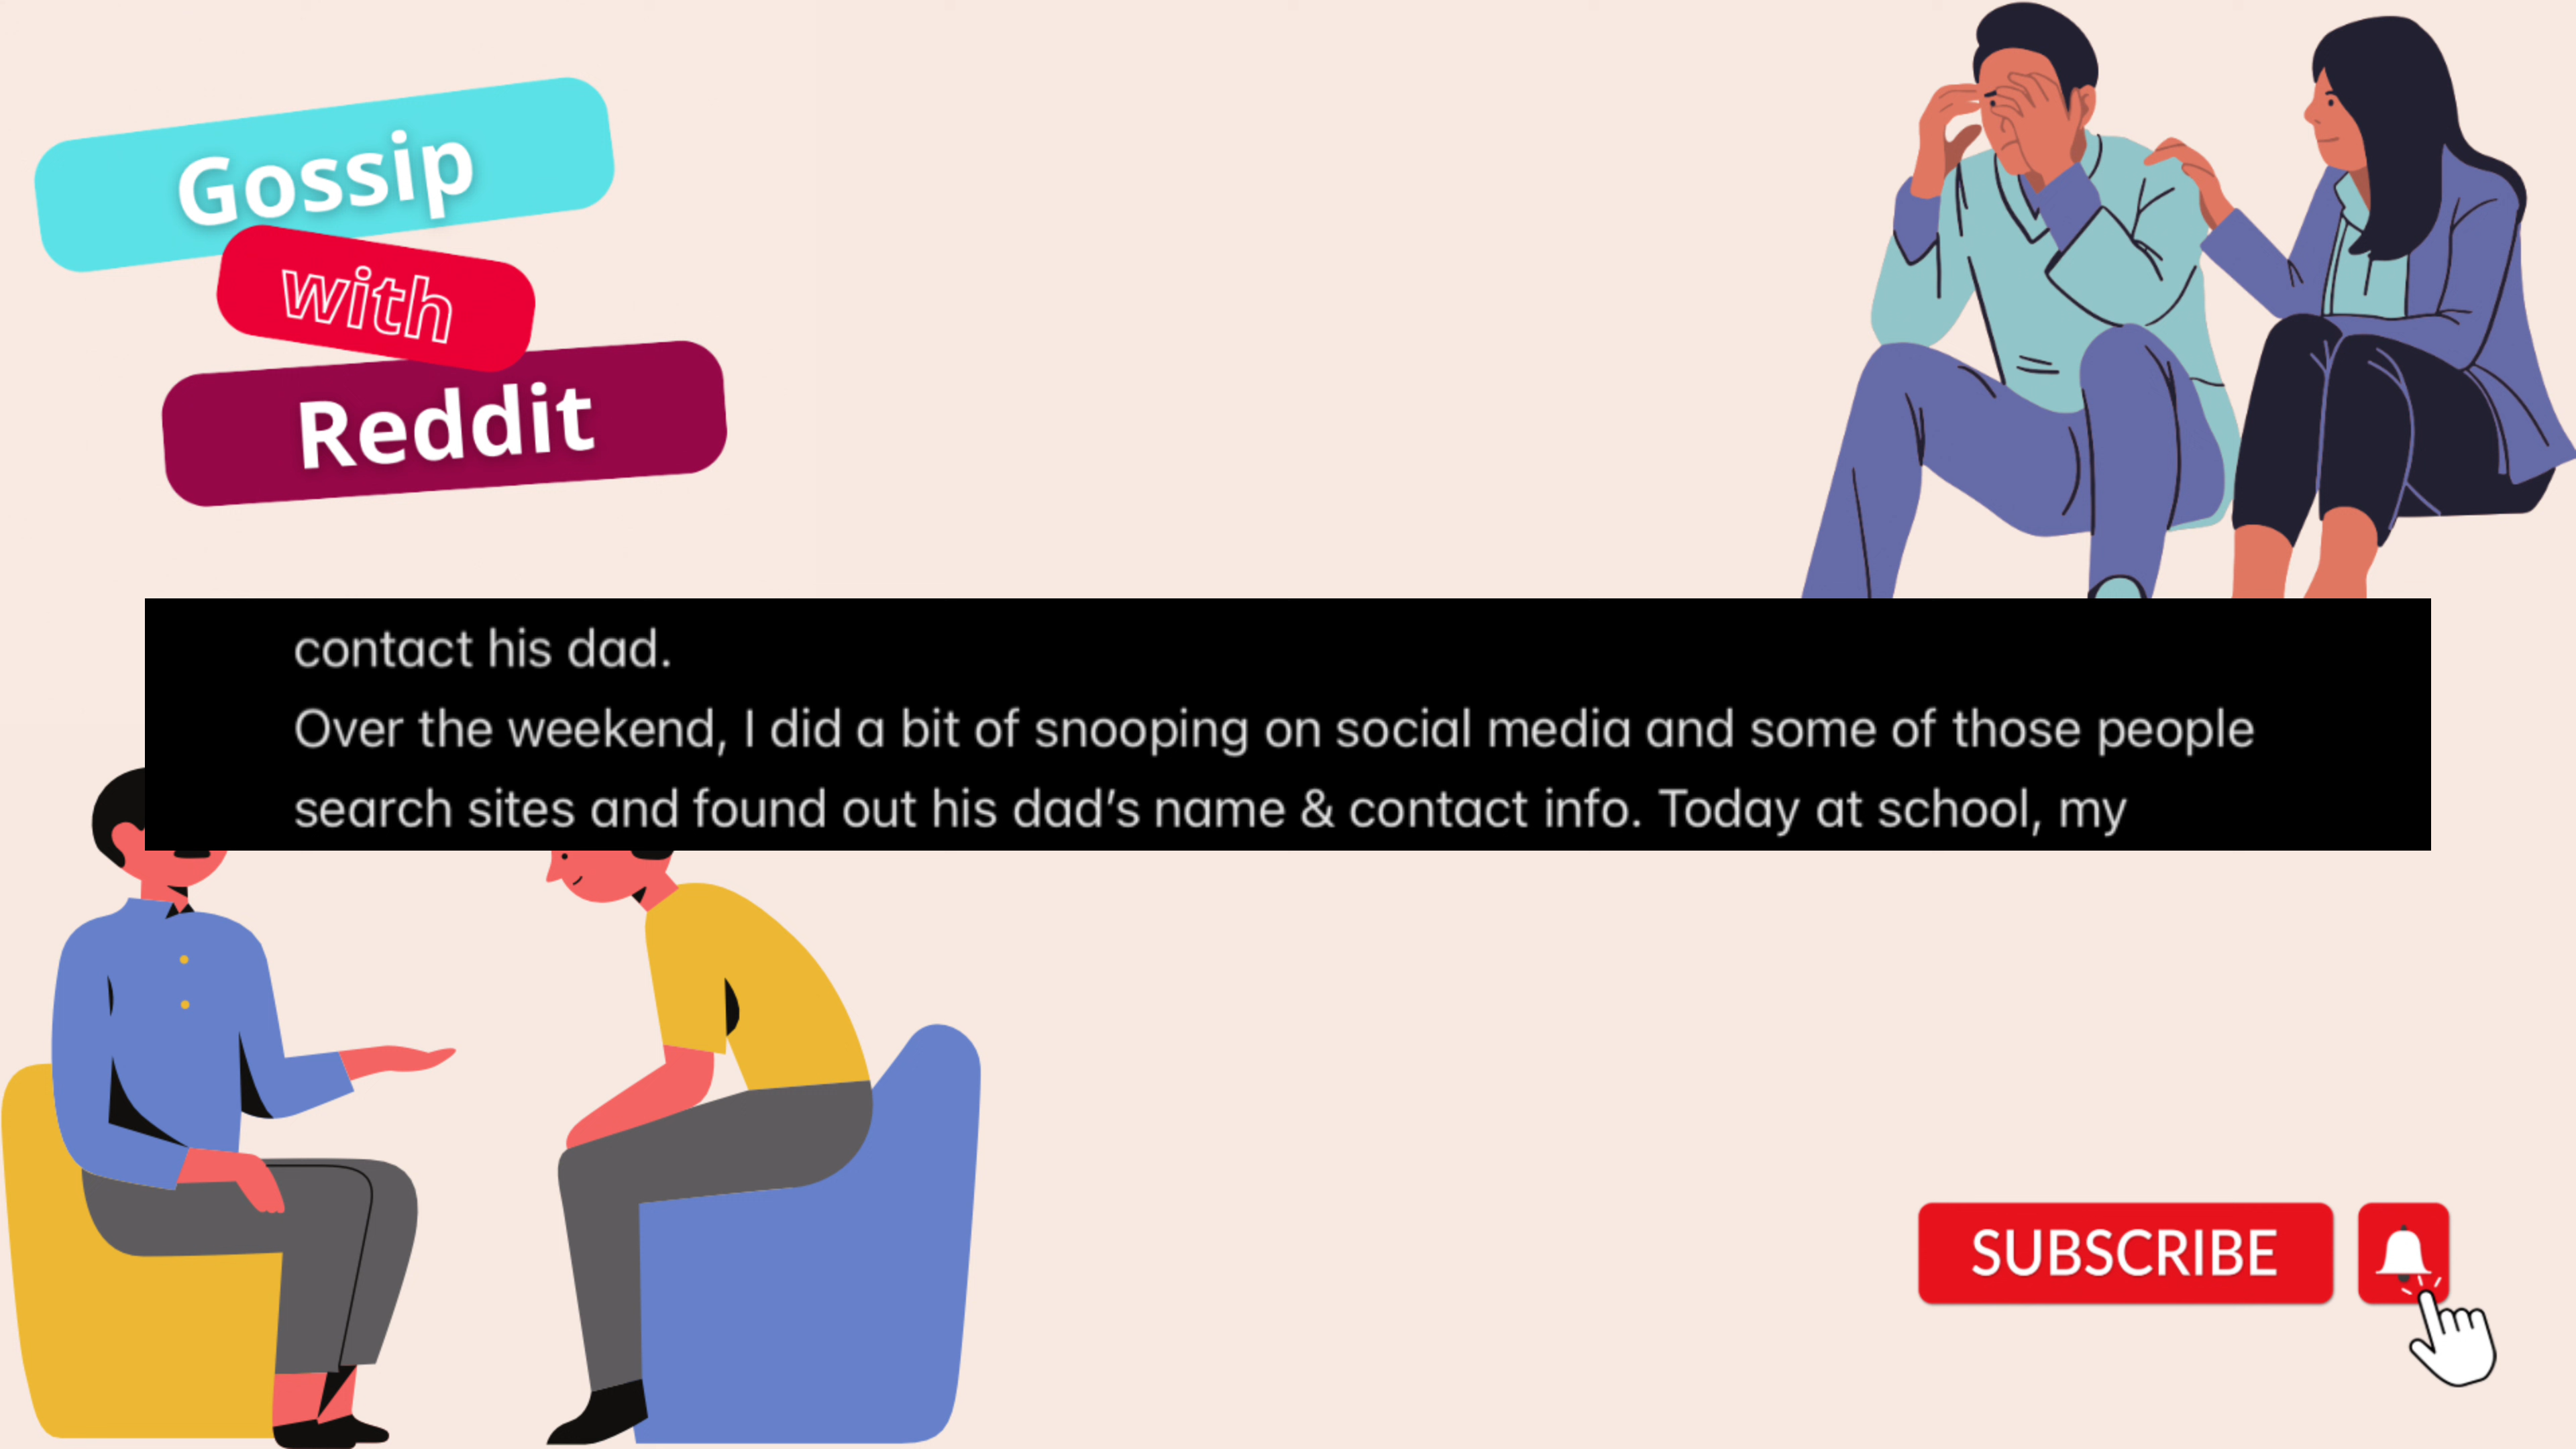 Gossip
with
Reddit
contact his dad.
Over the weekend, I did a bit of snooping on social media and some of those people
search sites and found out his dad’s name & contact info. Today at school, my
SUBSCRIBE